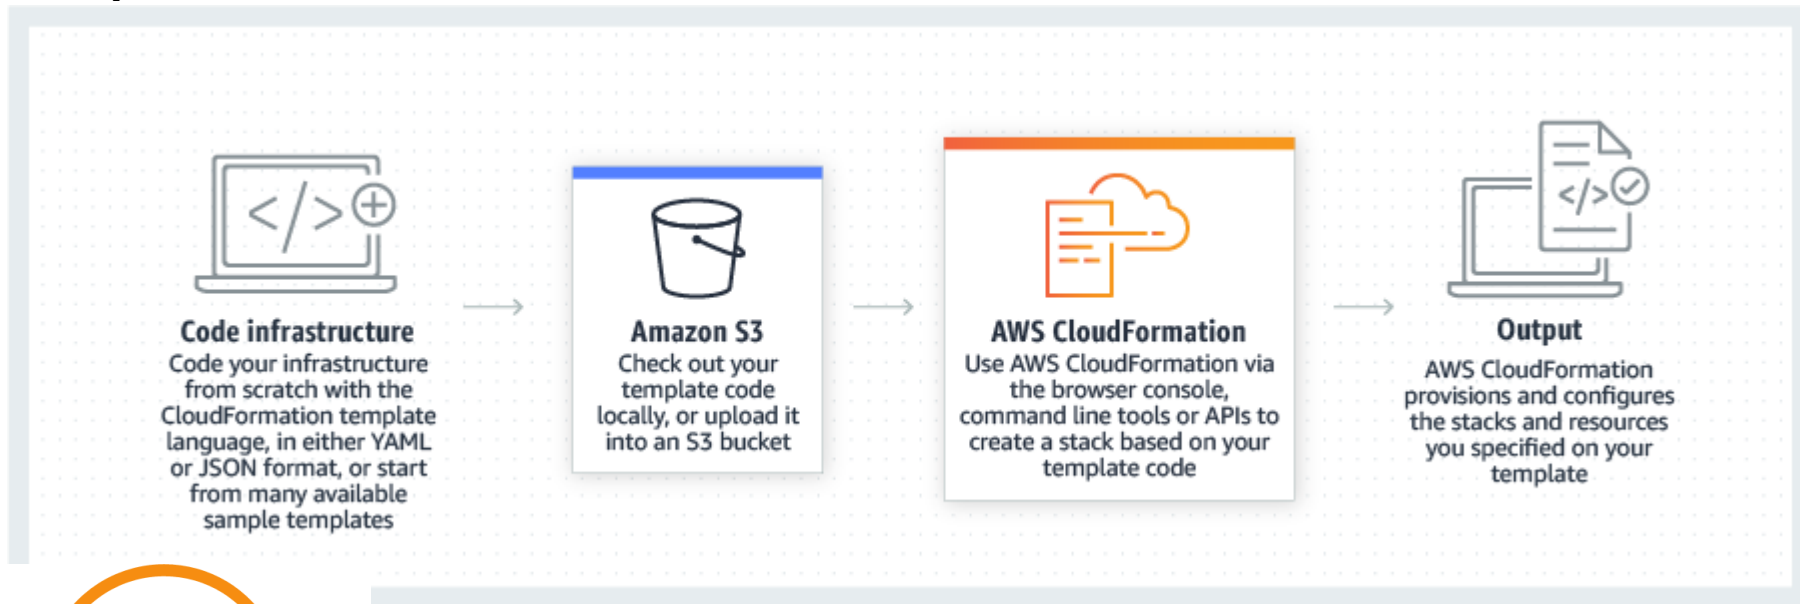 Code infrastructure
Code your infrastructure
from scratch with the
CloudFormation template
language, in either YAML
or JSON format, or start
from many available
sample templates
Amazon S3
Check out your
template code
locally, or upload it
into an S3 bucket
AWS CloudFormation
Use AWS CloudFormation via
the browser console,
command line tools or APIs to
create a stack based on your
template code
Output
AWS CloudFormation
provisions and configures
the stacks and resources
you specified on your
template